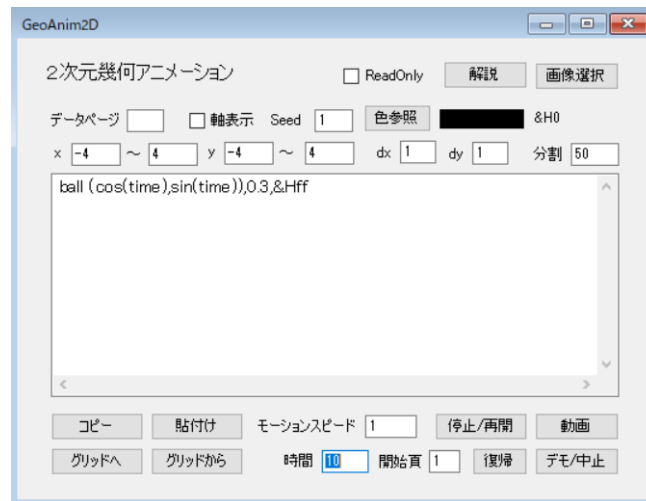 GeoAnim2D
2次元幾何アニメーション ReadOnly 解説 画像選択
データページ 軸表示 Seed 1 色参照 &H0
x -4 ～ 4 y -4 ～ 4 dx 1 dy 1 分割 50
ball (cos(time),sin(time)),0.3,&Hff
コピー 貼付け モーションスピード 1 停止/再開 動画
グリッドへ グリッドから 時間 10 開始頁 1 復帰 デモ/中止